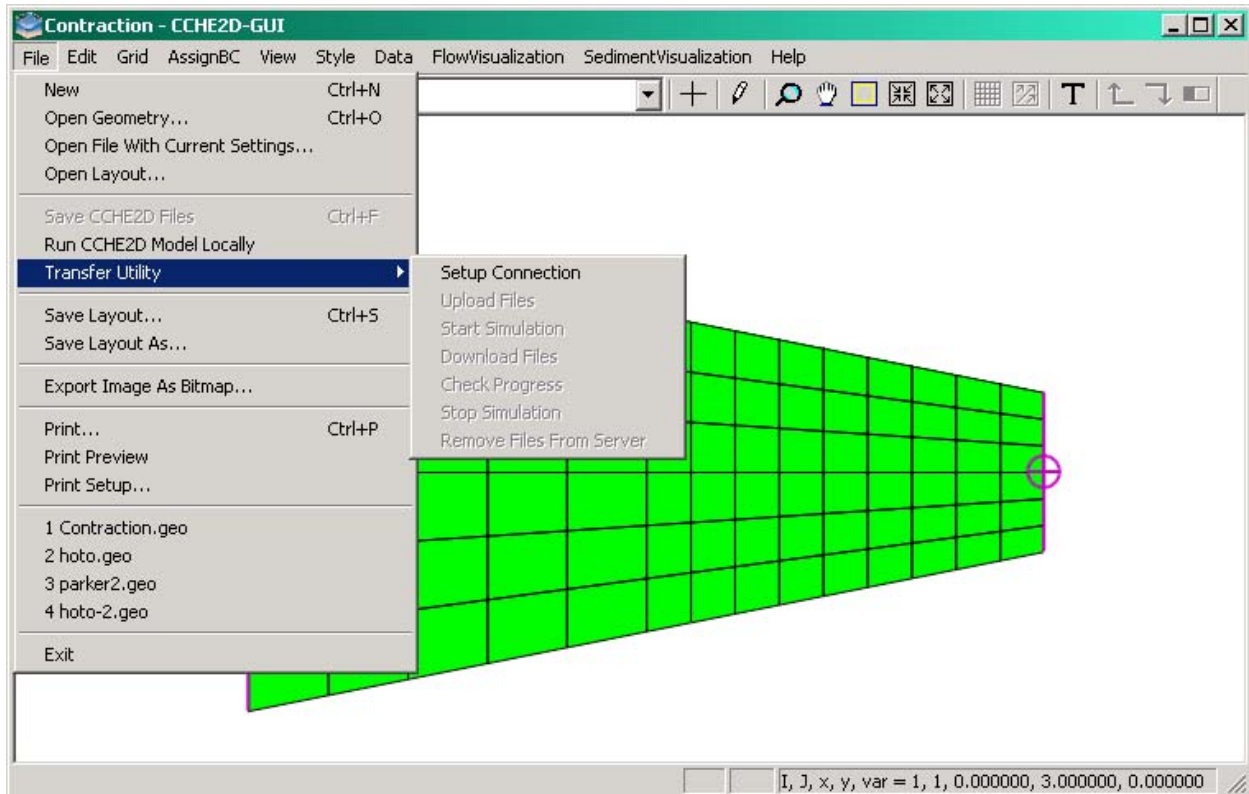 Contraction - CCHE2D-GUI
File Edit Grid AssignBC View Style Data FlowVisualization SedimentVisualization Help
New Ctrl+N
Open Geometry... Ctrl+O
Open File With Current Settings...
Open Layout...
Save CCHE2D Files Ctrl+F
Run CCHE2D Model Locally
Transfer Utility
Setup Connection
Upload Files
Start Simulation
Download Files
Check Progress
Stop Simulation
Remove Files From Server
Save Layout... Ctrl+S
Save Layout As...
Export Image As Bitmap...
Print... Ctrl+P
Print Preview
Print Setup...
1 Contraction.geo
2 hoto.geo
3 parker2.geo
4 hoto-2.geo
Exit
T
I, J, x, y, var = 1, 1, 0.000000, 3.000000, 0.000000